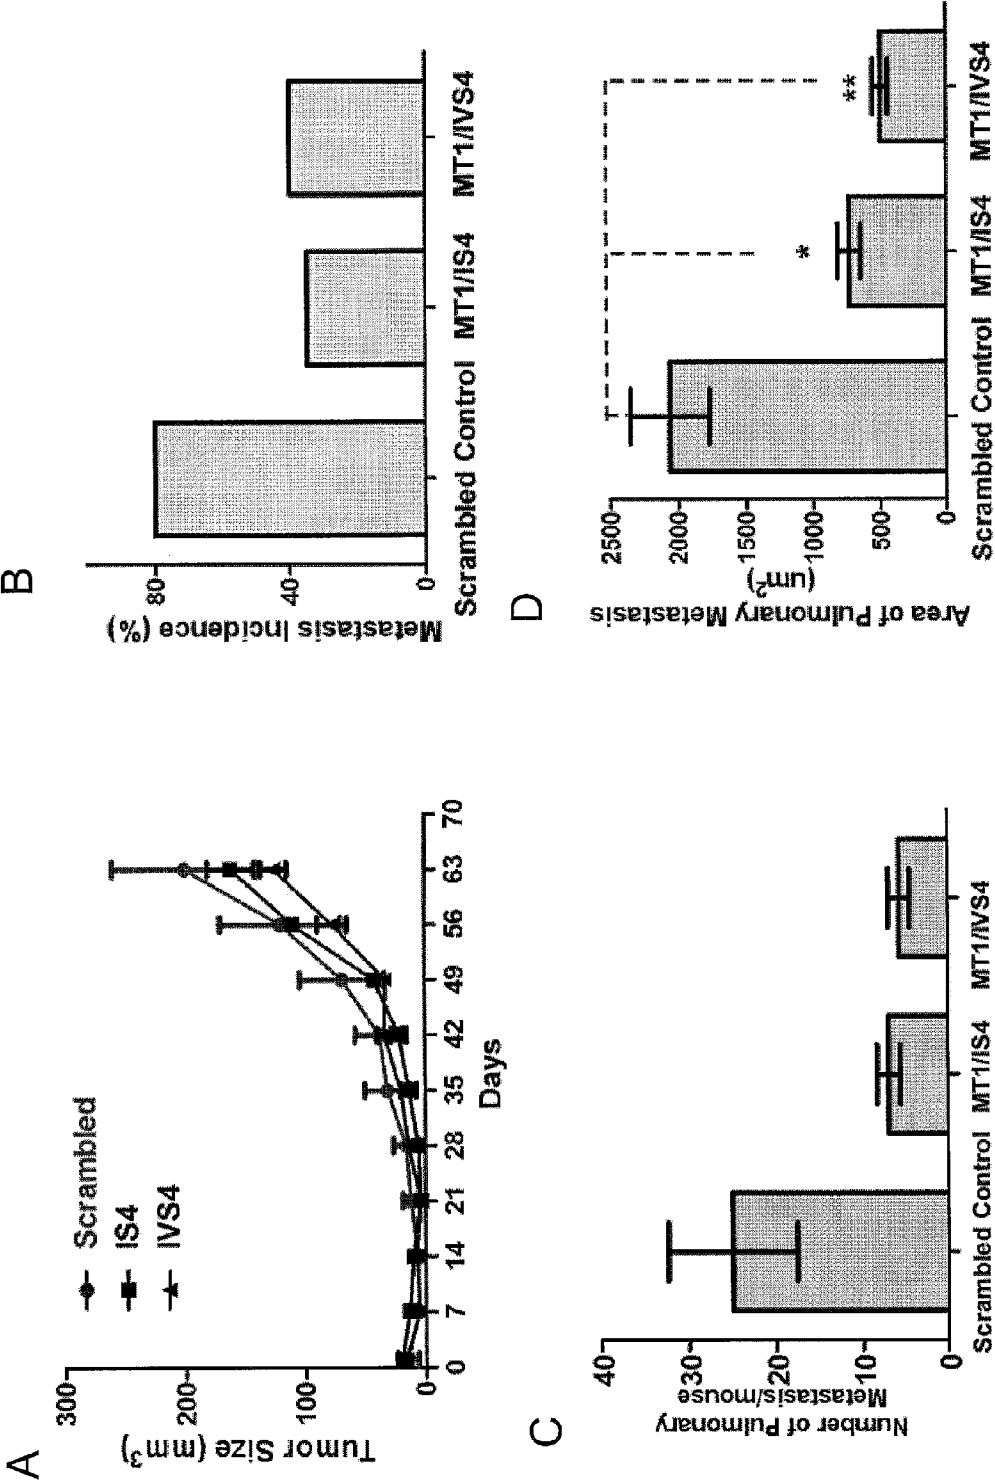 A
Tumor Size (mm³)
300
200
100
0
Scrambled
IS4
IVS4
0 7 14 21 28 35 42 49 56 63 70
Days
B
Metastasis Incidence (%)
80
40
0
Scrambled Control MT1/IS4 MT1/IVS4
C
Number of Pulmonary
Metastasis/mouse
40
30
20
10
0
Scrambled Control MT1/IS4 MT1/IVS4
D
Area of Pulmonary Metastasis
(um²)
2500
2000
1500
1000
500
0
*
**
Scrambled Control MT1/IS4 MT1/IVS4